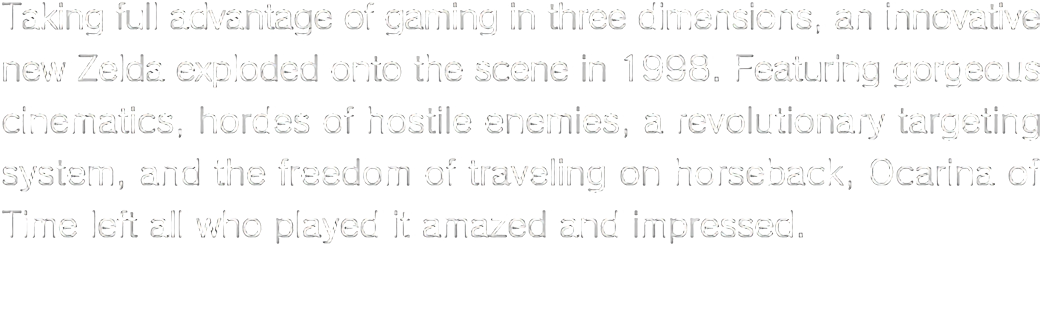 Taking full advantage of gaming in three dimensions, an innovative
new Zelda exploded onto the scene in 1998. Featuring gorgeous
cinematics, hordes of hostile enemies, a revolutionary targeting
system, and the freedom of traveling on horseback, Ocarina of
Time left all who played it amazed and impressed.